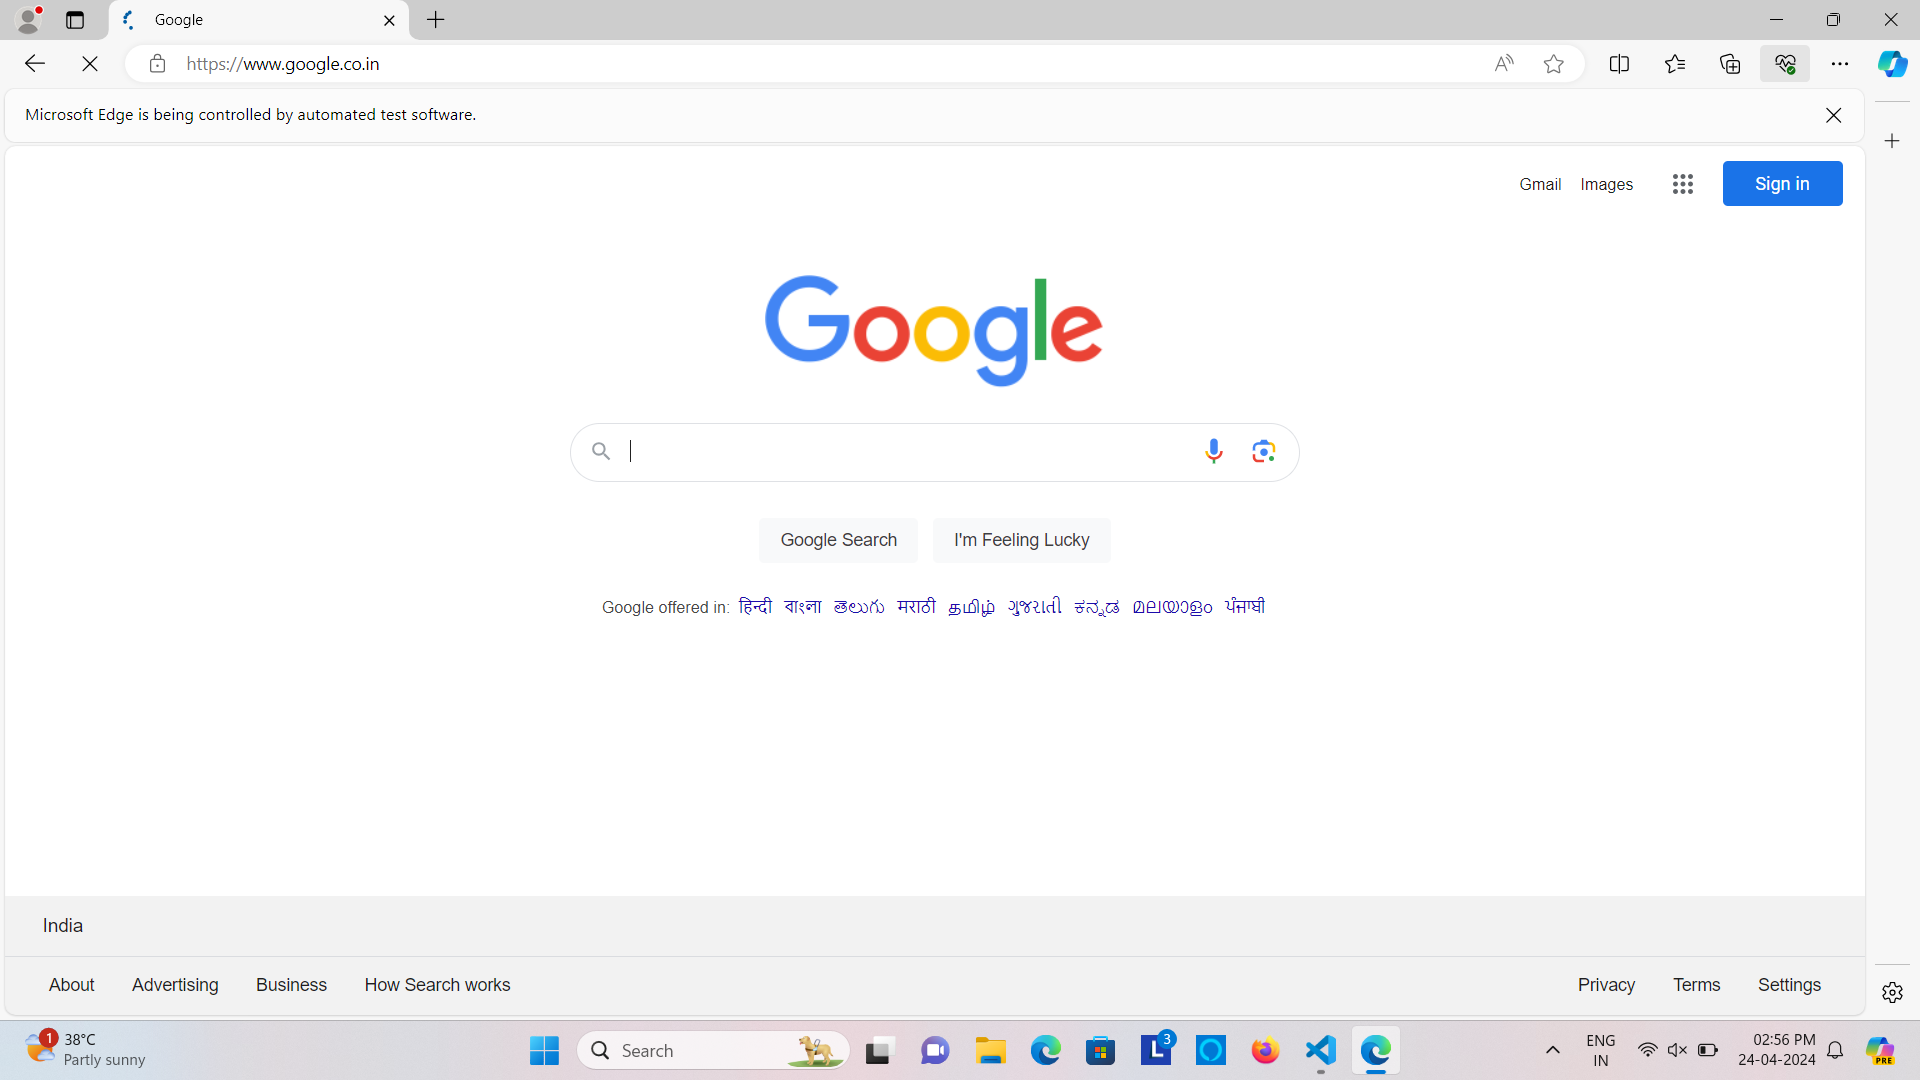 Google
https://www.google.co.in
Microsoft Edge is being controlled by automated test software.
Gmail Images Sign in
Google
Google Search I'm Feeling Lucky
Google offered in: हिन्दी বাংলা తెలుగు मराठी தமிழ் ગુજરાતી ಕನ್ನಡ മലയാളം ਪੰਜਾਬੀ
India
About Advertising Business How Search works Privacy Terms Settings
1 38°C
Partly sunny
Search
L 3
ENG
IN
02:56 PM
24-04-2024
PRE